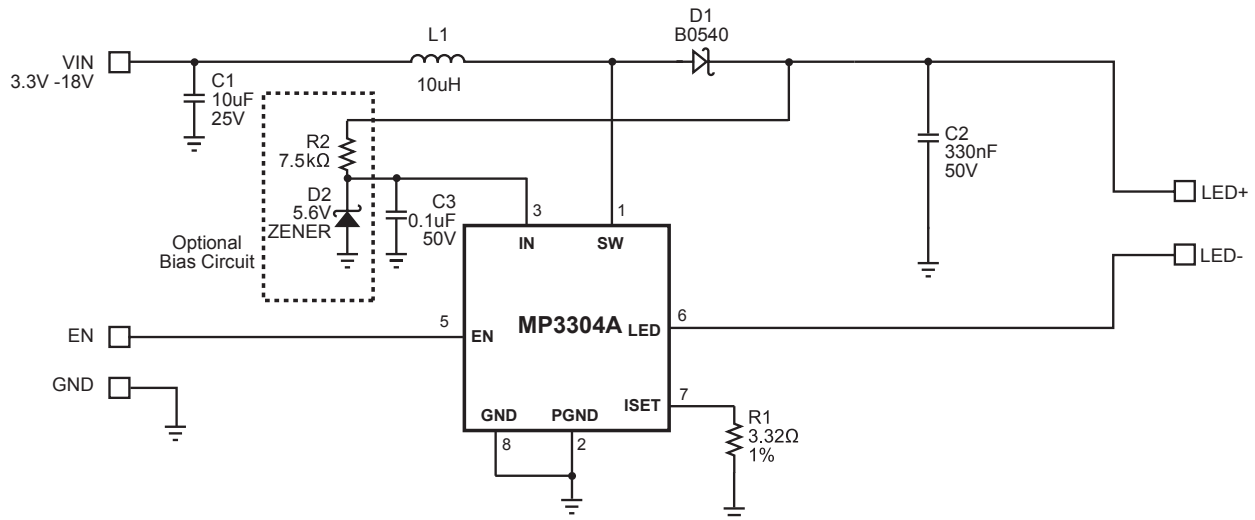 D1
B0540
L1
VIN
3.3V -18V
10uH
C1
10uF
25V
R2
7.5kΩ
C2
330nF
50V
D2
5.6V
ZENER
C3
0.1uF
50V
3
1
LED+
IN
SW
Optional
Bias Circuit
LED-
5
6
MP3304A
EN
EN
LED
GND
7
ISET
GND
PGND
R1
3.32Ω
1%
8
2